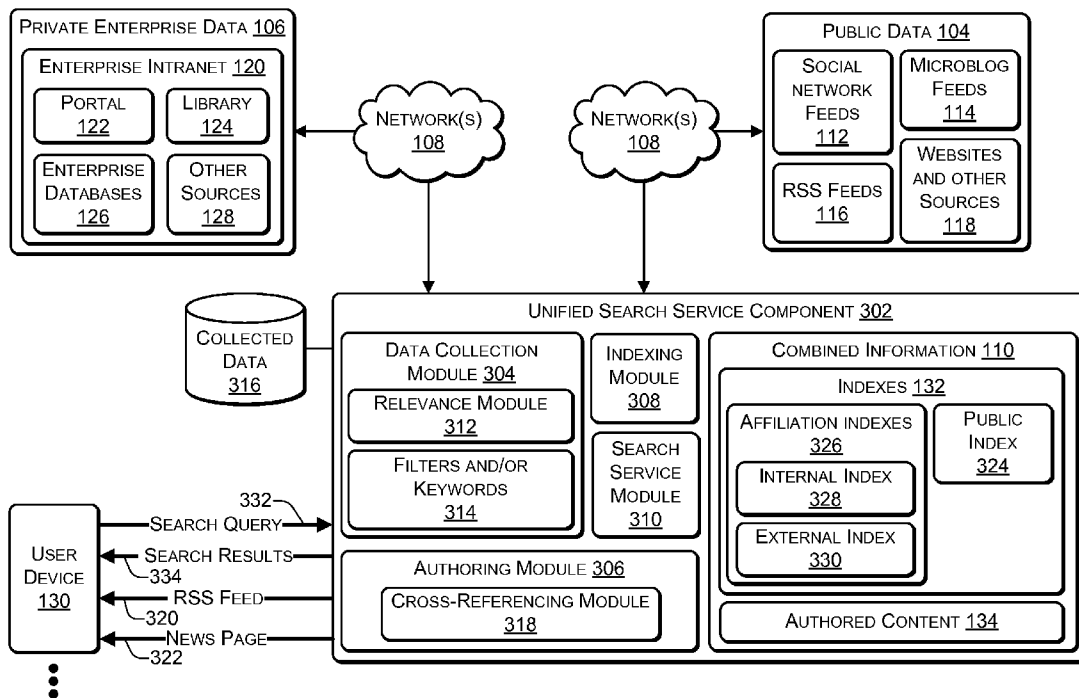 PRIVATE ENTERPRISE DATA 106
ENTERPRISE INTRANET 120
PORTAL
122
LIBRARY
124
ENTERPRISE
DATABASES
126
OTHER
SOURCES
128
NETWORK(S)
108
NETWORK(S)
108
PUBLIC DATA 104
SOCIAL
NETWORK
FEEDS
112
MICROBLOG
FEEDS
114
RSS FEEDS
116
WEBSITES
AND OTHER
SOURCES
118
COLLECTED
DATA
316
UNIFIED SEARCH SERVICE COMPONENT 302
DATA COLLECTION
MODULE 304
RELEVANCE MODULE
312
FILTERS AND/OR
KEYWORDS
314
INDEXING
MODULE
308
SEARCH
SERVICE
MODULE
310
COMBINED INFORMATION 110
INDEXES 132
AFFILIATION INDEXES
326
INTERNAL INDEX
328
EXTERNAL INDEX
330
PUBLIC
INDEX
324
AUTHORING MODULE 306
CROSS-REFERENCING MODULE
318
AUTHORED CONTENT 134
USER
DEVICE
130
332
SEARCH QUERY
SEARCH RESULTS
334
RSS FEED
320
NEWS PAGE
322